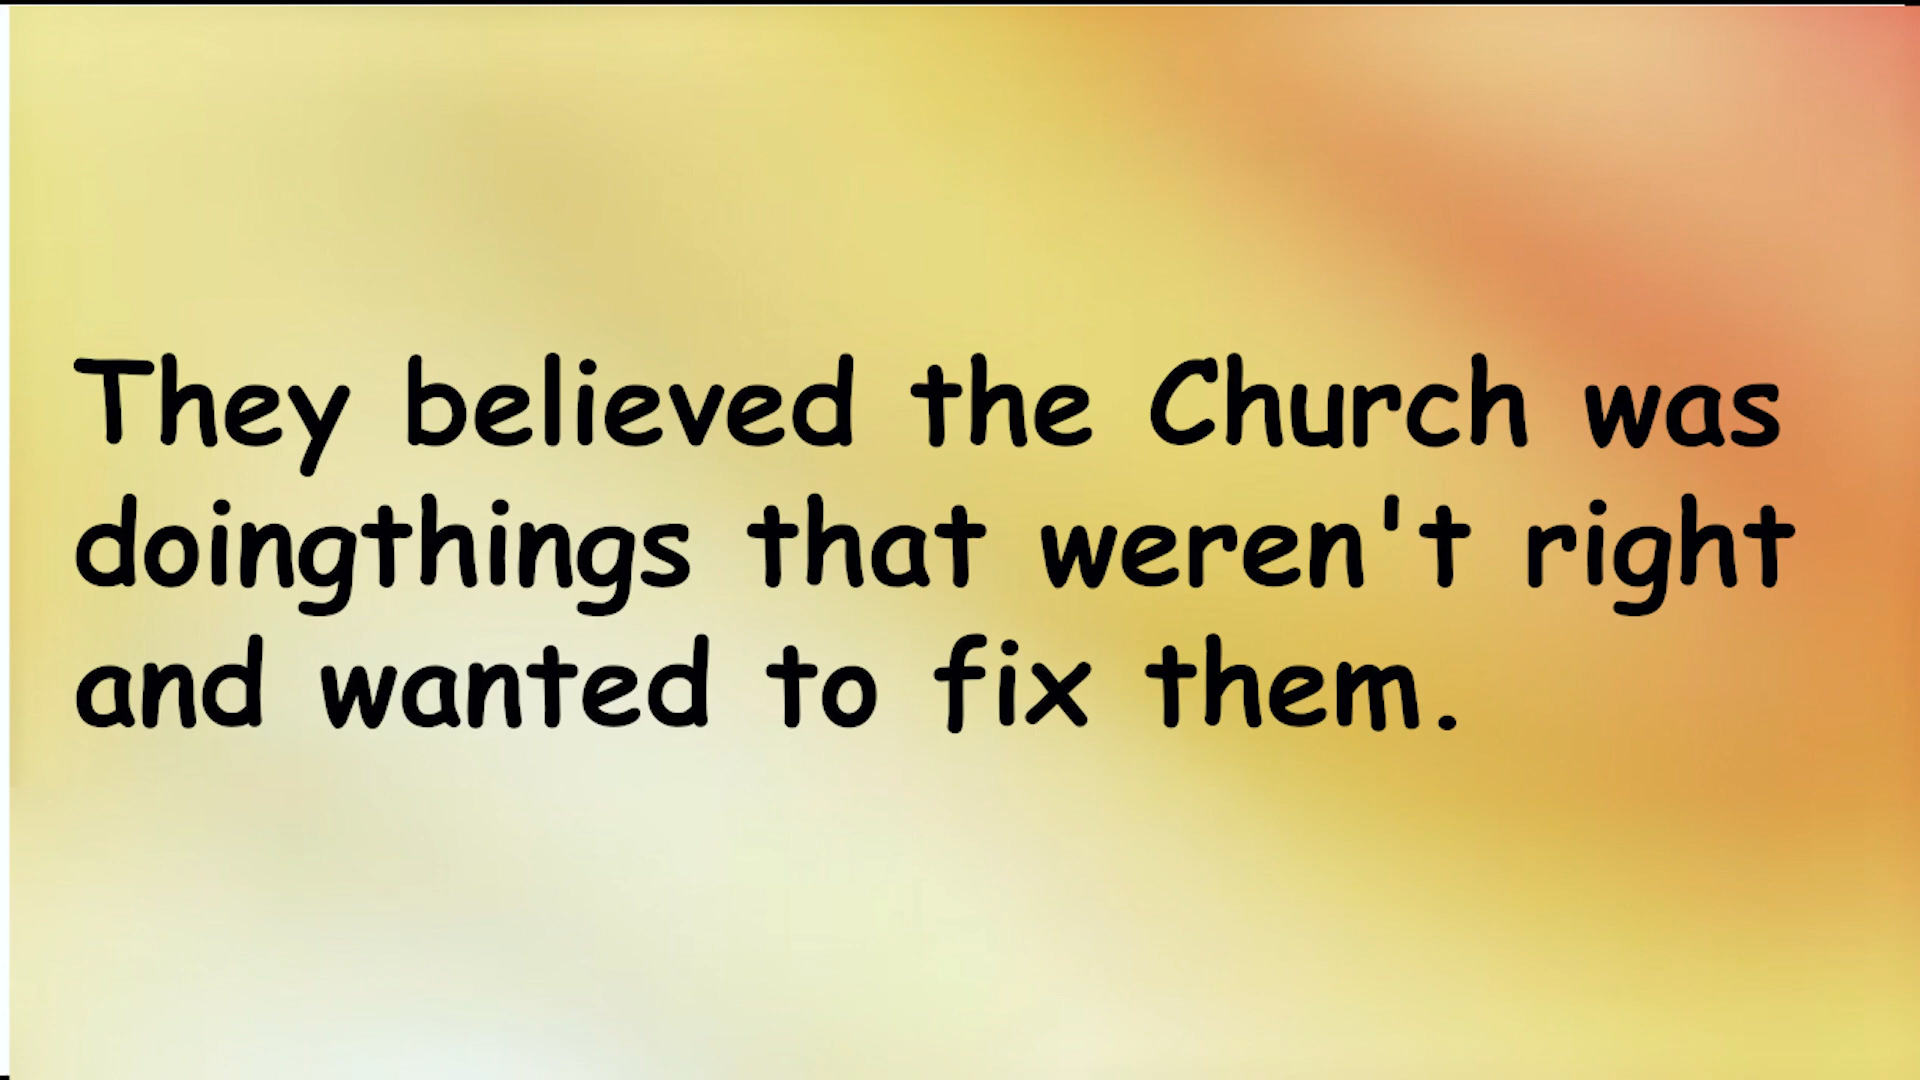 They believed the Church was
doingthings that weren't right
and wanted to fix them.